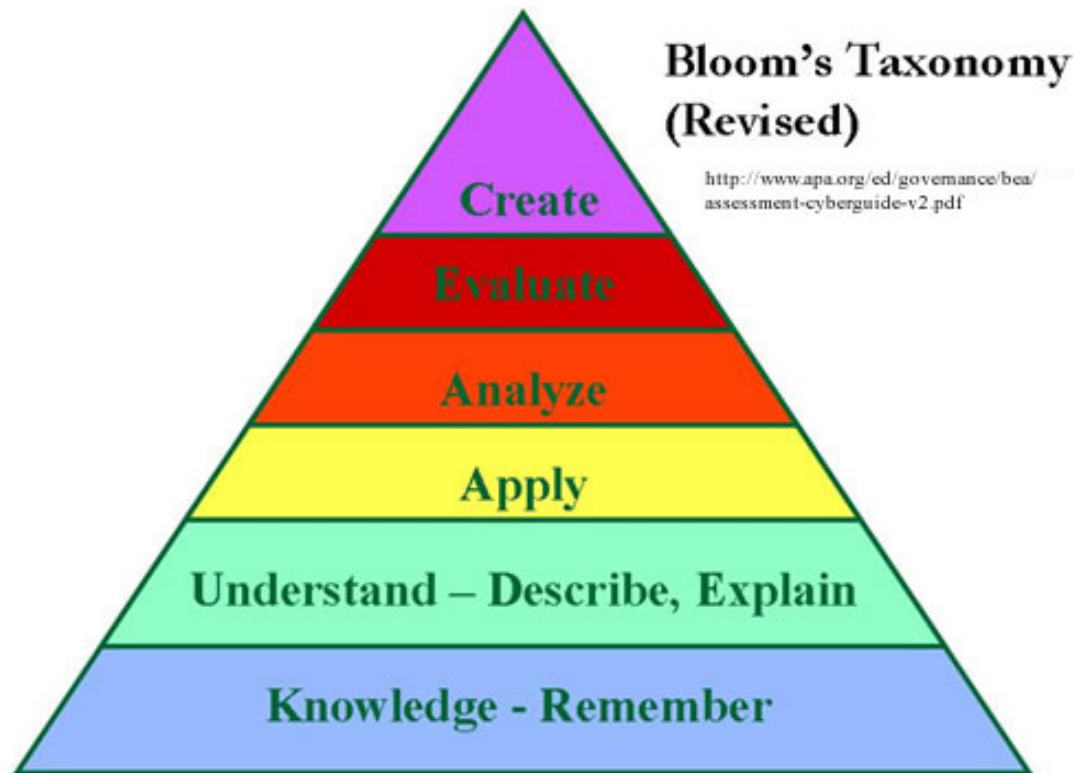 Bloom's Taxonomy
(Revised)
http://www.apa.org/ed/governance/bea/
assessment-cyberguide-v2.pdf
Create
Evaluate
Analyze
Apply
Understand – Describe, Explain
Knowledge - Remember